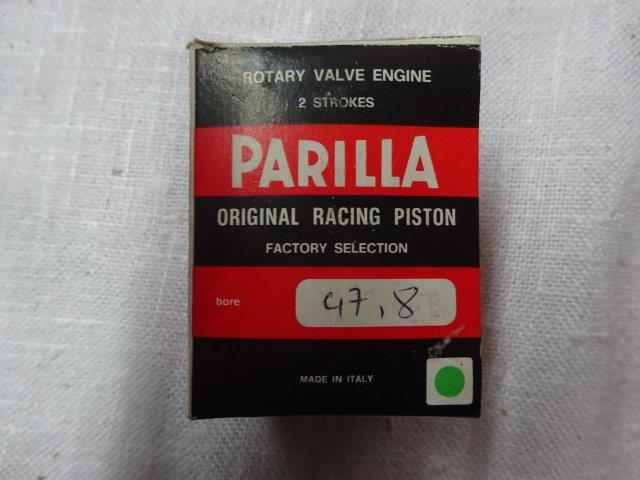 ROTARY VALVE ENGINE
2 STROKES
PARILLA
ORIGINAL RACING PISTON
FACTORY SELECTION
bore 47,8
MADE IN ITALY